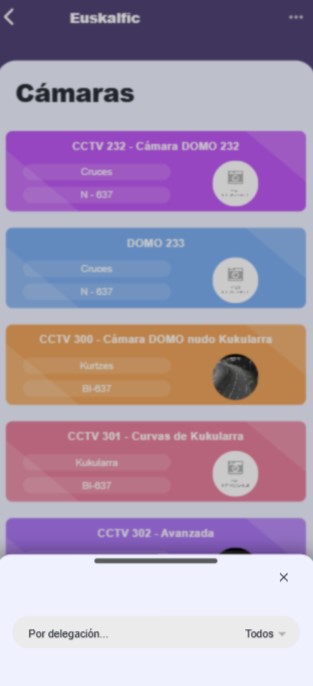 Euskalfic
Cámaras
CCTV 232 - Cámara DOMO 232
Cruces
N - 637
DOMO 233
Cruces
N - 637
CCTV 300 - Cámara DOMO nudo Kukularra
Kurtzes
BI-637
CCTV 301 - Curvas de Kukularra
Kukularra
BI-637
CCTV 302 - Avanzada
Por delegación...
Todos